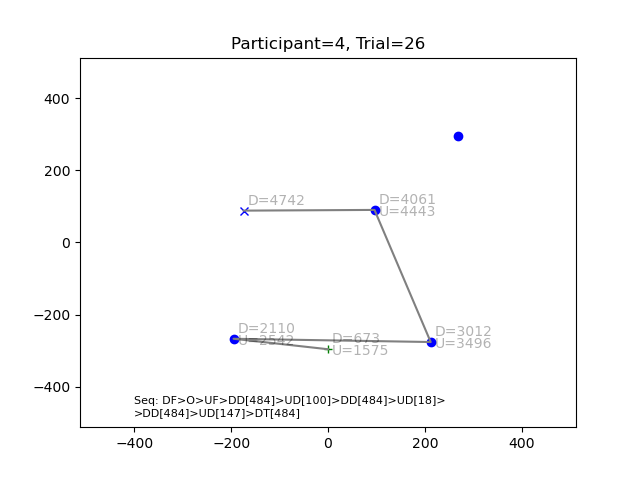 Participant=4, Trial=26
400
200
0
−200
−400
D=4742
D=4061
U=4443
D=2110
U=2542
D=673
U=1575
D=3012
U=3496
Seq: DF>O>UF>DD[484]>UD[100]>DD[484]>UD[18]>
>DD[484]>UD[147]>DT[484]
−400
−200
0
200
400